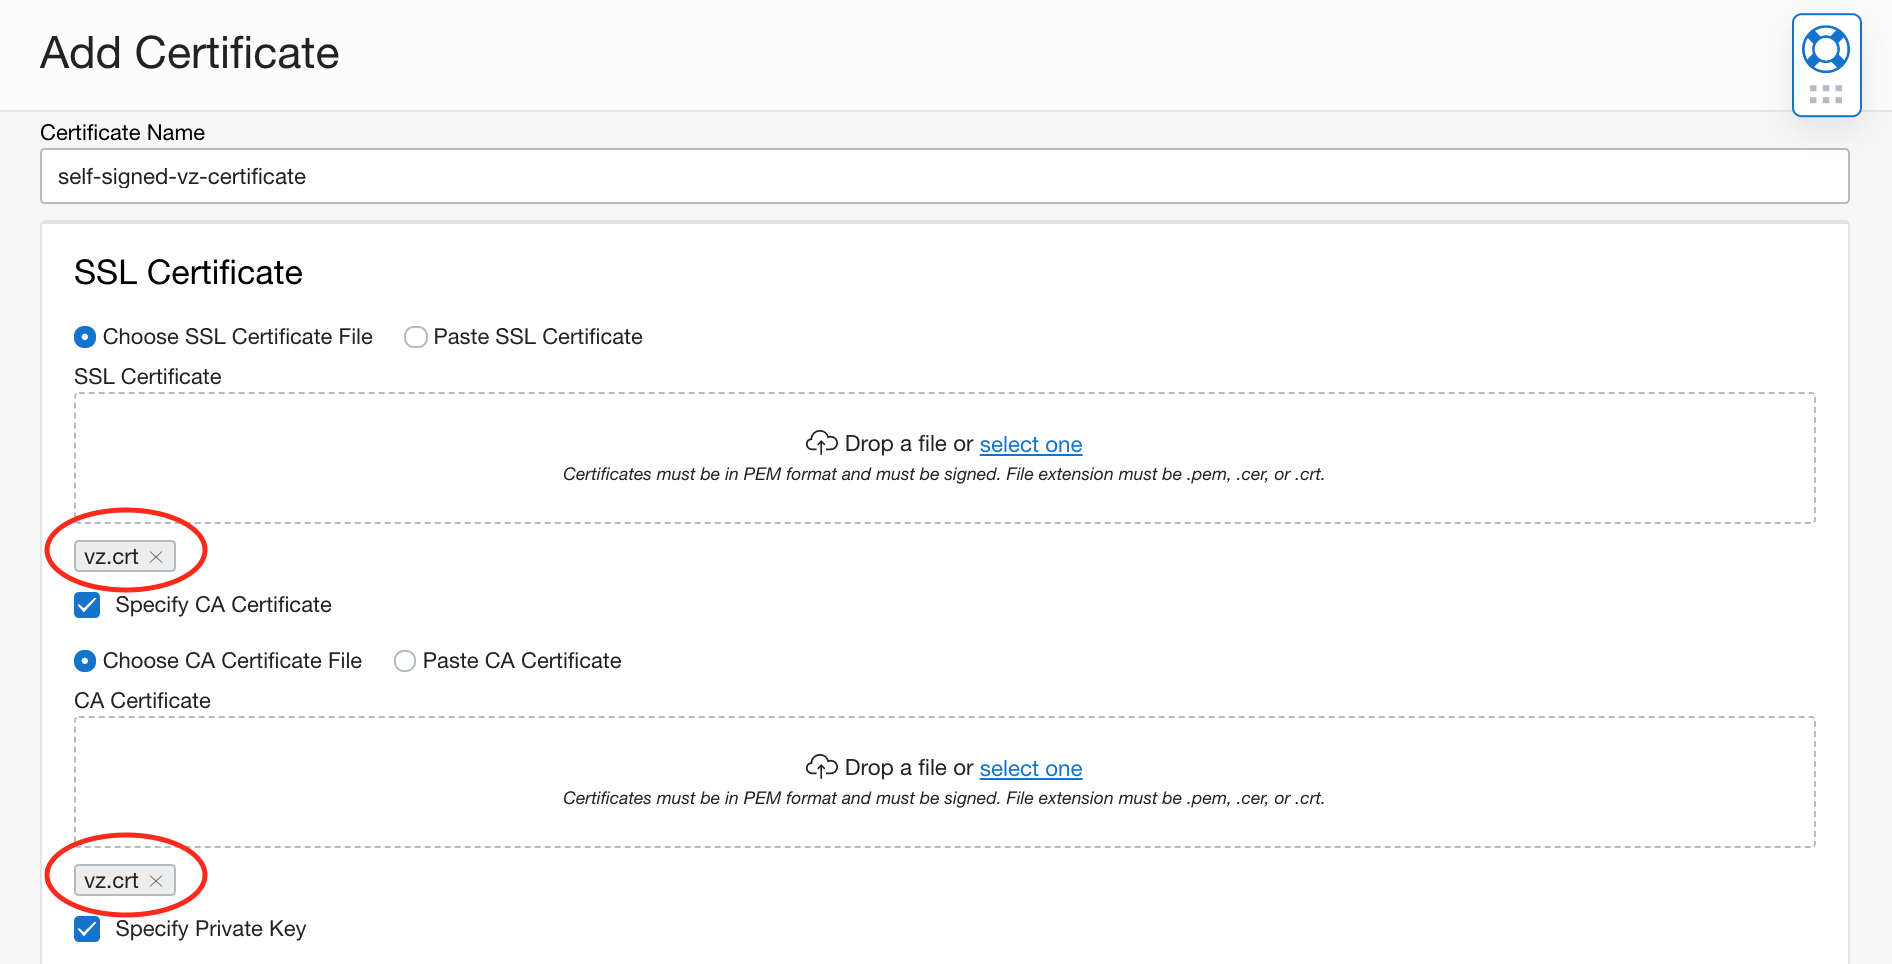 Add Certificate
Certificate Name
self-signed-vz-certificate
SSL Certificate
Choose SSL Certificate File Paste SSL Certificate
SSL Certificate
Drop a file or select one
Certificates must be in PEM format and must be signed. File extension must be .pem, .cer, or .crt.
vz.crt
Specify CA Certificate
Choose CA Certificate File Paste CA Certificate
CA Certificate
Drop a file or select one
Certificates must be in PEM format and must be signed. File extension must be .pem, .cer, or .crt.
vz.crt
Specify Private Key